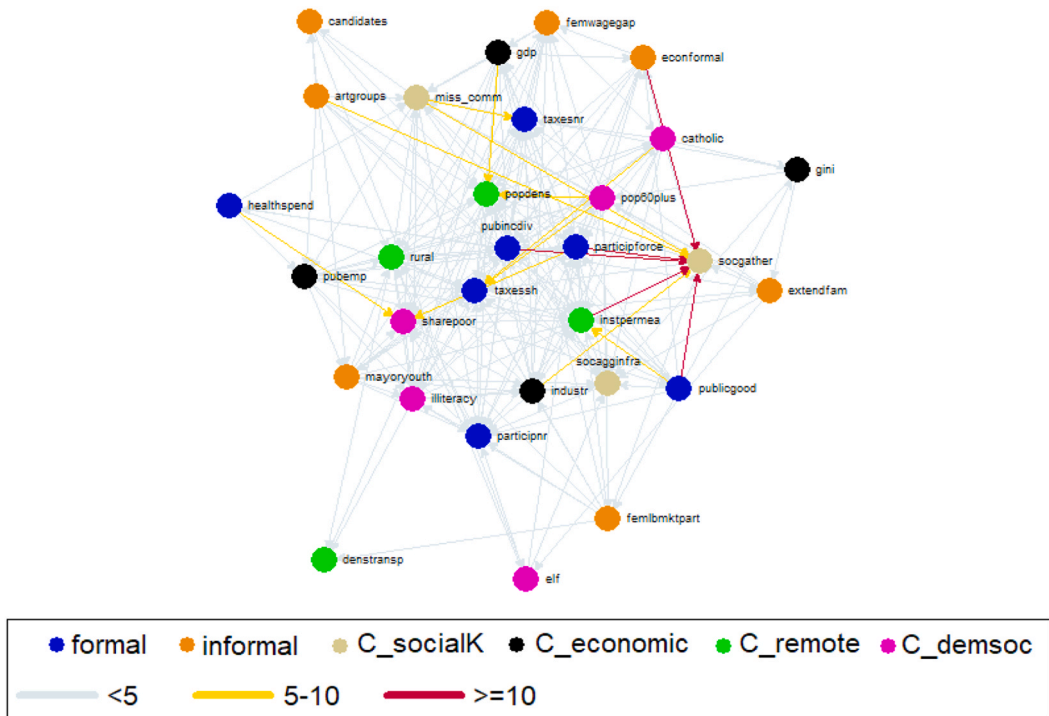 candidates
femwagegap
gdp
econformal
artgroups
miss_comm
taxesnr
catholic
gini
popdens
pop60plus
healthspend
pubincdiv
participforce
rural
socgather
pubemp
taxessh
extendfam
sharepoor
instpermea
socagginfra
mayoryouth
industr
publicgood
illiteracy
participnr
femlbmktpart
denstransp
elf
formal informal C_socialK C_economic C_remote C_demsoc
<5 5-10 >=10